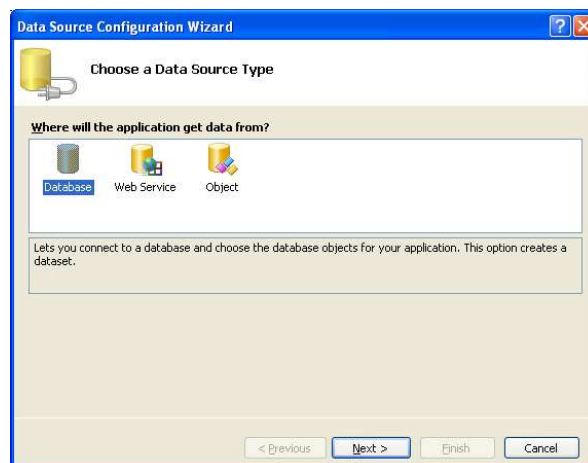 Data Source Configuration Wizard
Choose a Data Source Type
Where will the application get data from?
Database Web Service Object
Lets you connect to a database and choose the database objects for your application. This option creates a
dataset.
< Previous Next > Finish Cancel